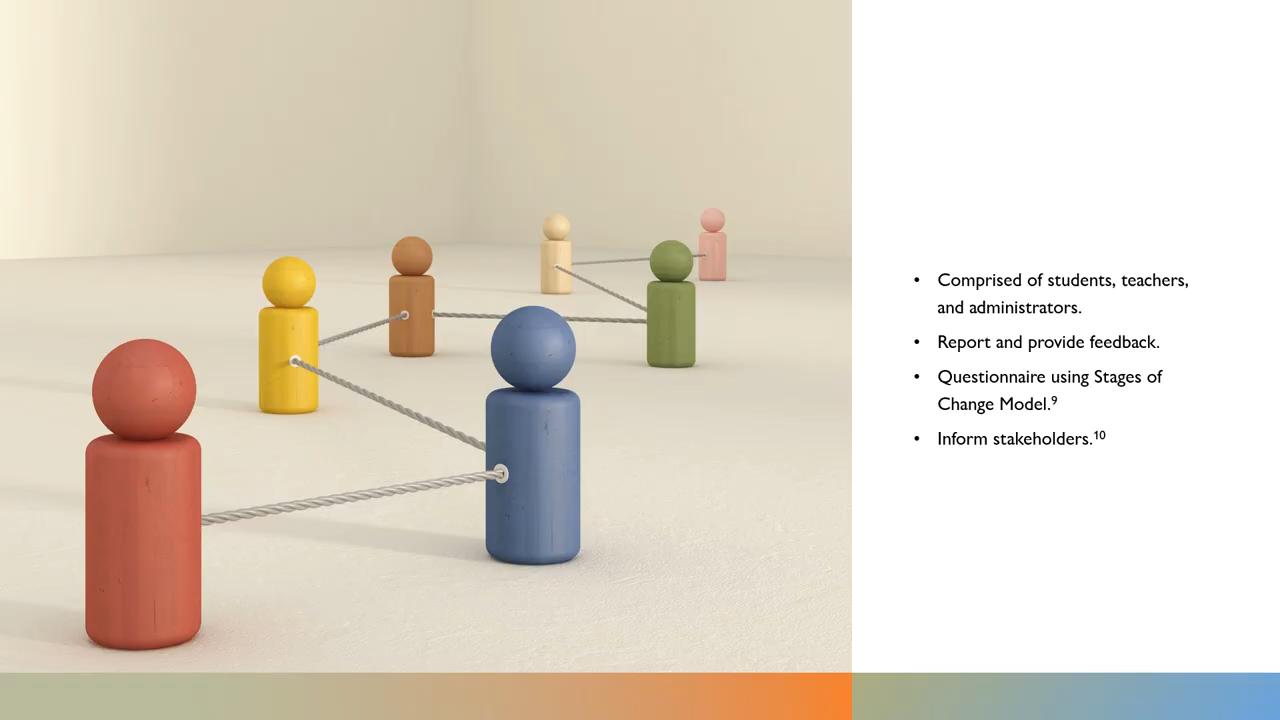 • Comprised of students, teachers,
and administrators.
• Report and provide feedback.
• Questionnaire using Stages of
Change Model.⁹
• Inform stakeholders.¹⁰